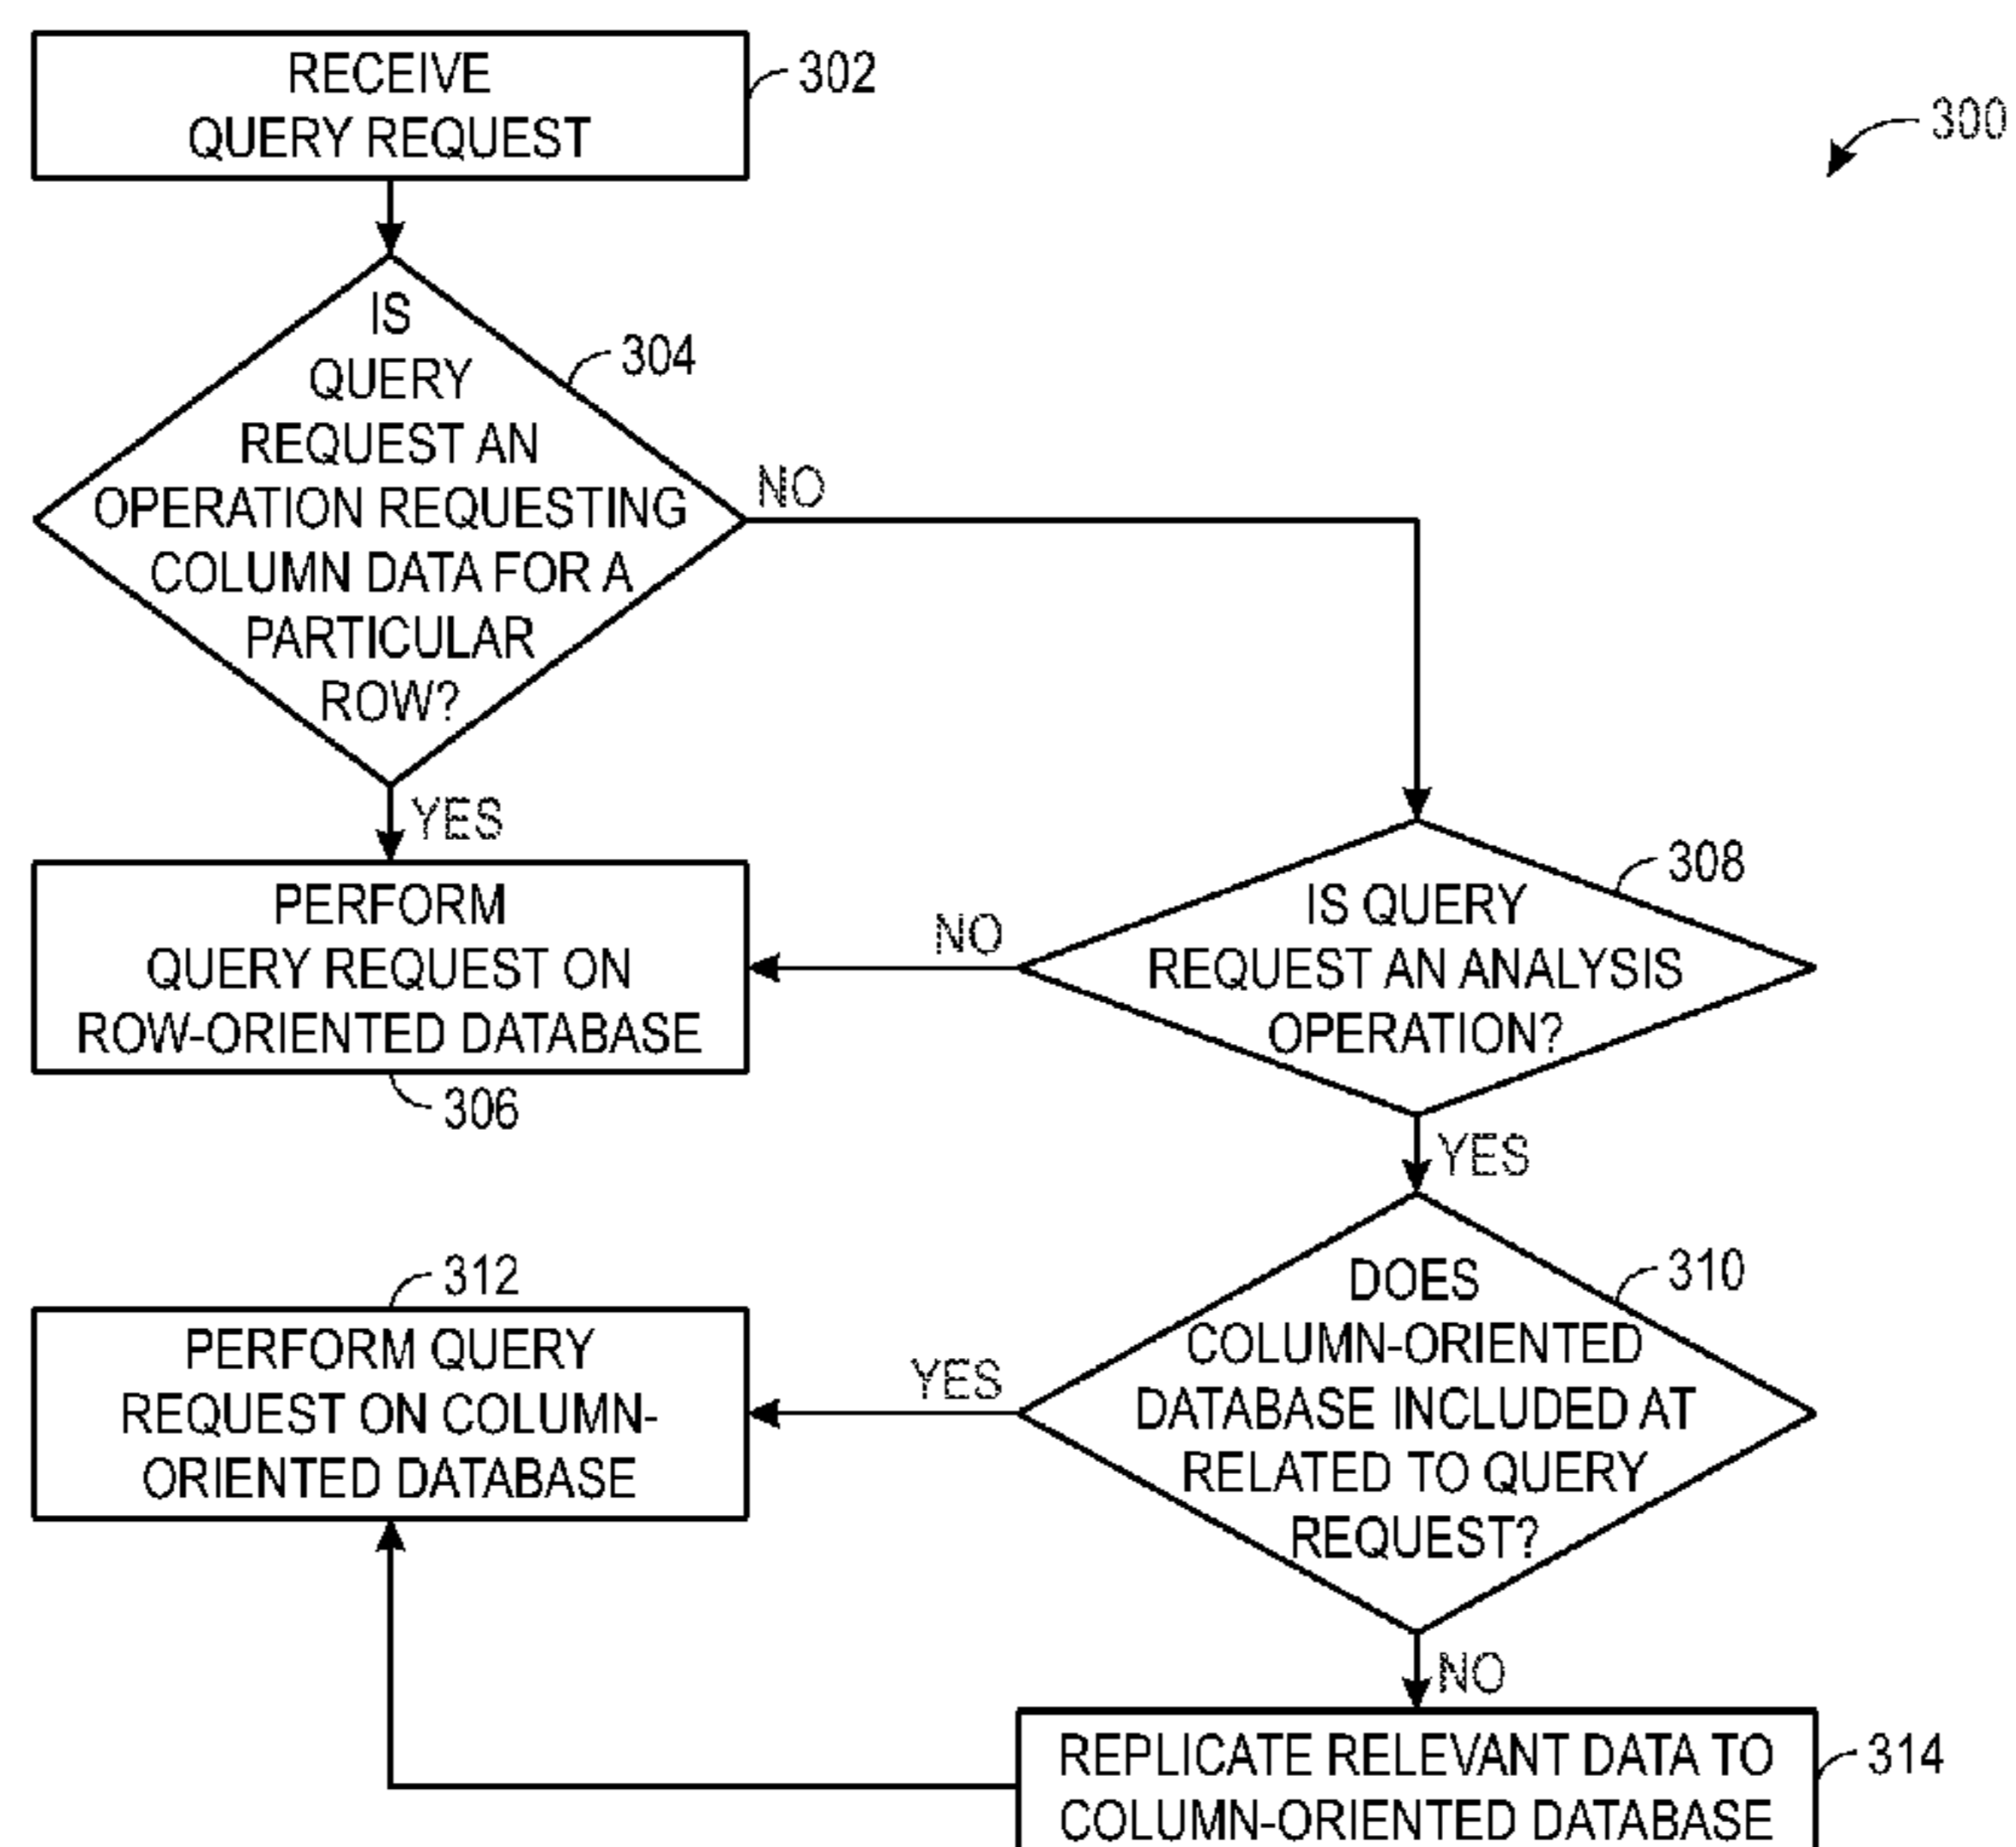 RECEIVE
QUERY REQUEST
302
300
IS
QUERY
REQUEST AN
OPERATION REQUESTING
COLUMN DATA FOR A
PARTICULAR
ROW?
304
NO
YES
PERFORM
QUERY REQUEST ON
ROW-ORIENTED DATABASE
306
NO
IS QUERY
REQUEST AN ANALYSIS
OPERATION?
308
YES
312
PERFORM QUERY
REQUEST ON COLUMN-
ORIENTED DATABASE
YES
DOES
COLUMN-ORIENTED
DATABASE INCLUDED AT
RELATED TO QUERY
REQUEST?
310
NO
REPLICATE RELEVANT DATA TO
COLUMN-ORIENTED DATABASE
314